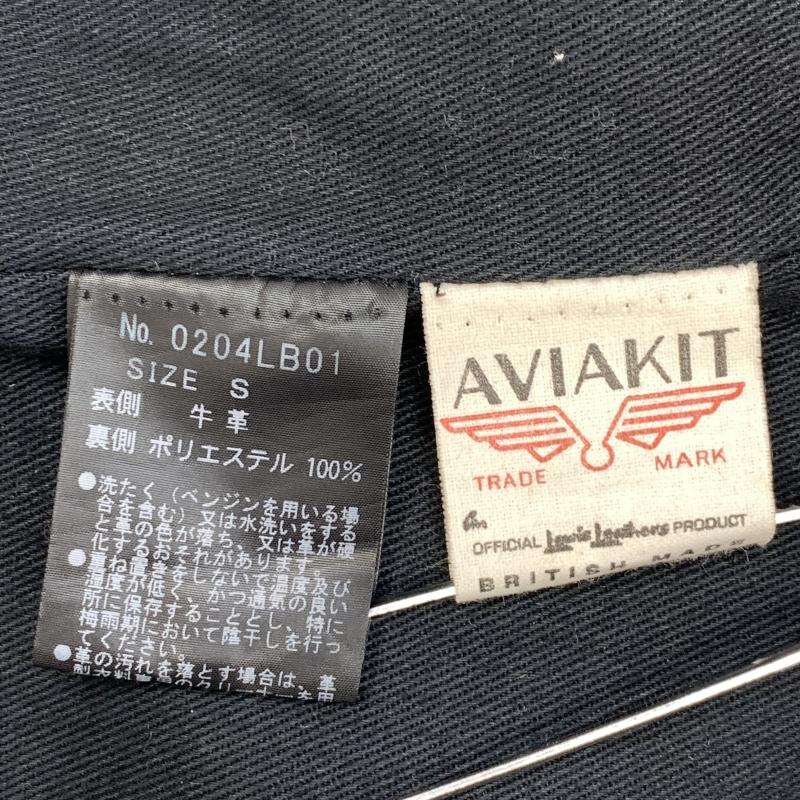 No. 0204LB01
SIZE S
表側 牛革
裏側 ポリエステル 100%
●洗たく(ベンジンを用いる場
合を含む)又は水洗いをする
と革の色が落ち、又は革が硬
化するおそれがあります。
●重ね置きをしないで温度及び
湿度が低く、かつ通気の良い
所に保存することとし、特に
梅雨期において陰干しを行っ
てください。
●革の汚れを落とす場合は、革
AVIAKIT
TRADE MARK
OFFICIAL Lewis Leathers PRODUCT
BRITISH MADE